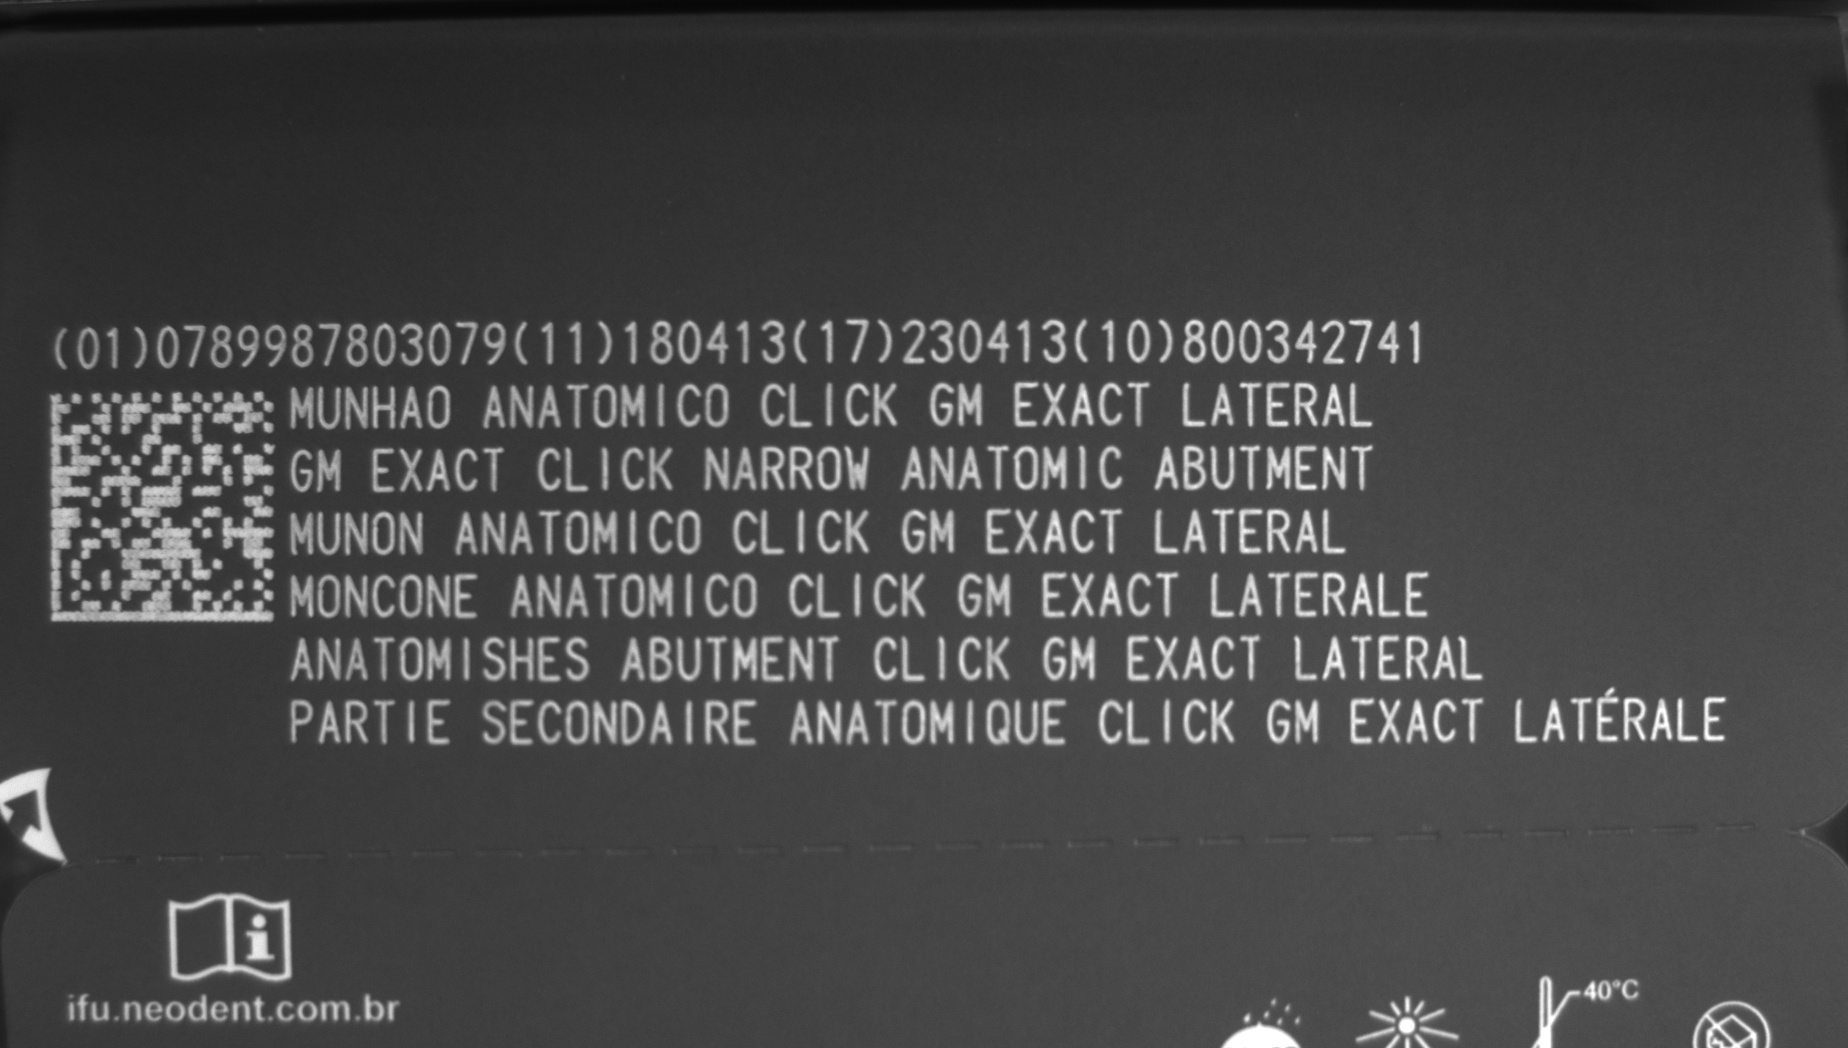 (01)0789987803079(11)180413(17)230413(10)800342741
MUNHAO ANATOMICO CLICK GM EXACT LATERAL
GM EXACT CLICK NARROW ANATOMIC ABUTMENT
MUNON ANATOMICO CLICK GM EXACT LATERAL
MONCONE ANATOMICO CLICK GM EXACT LATERALE
ANATOMISHES ABUTMENT CLICK GM EXACT LATERAL
PARTIE SECONDAIRE ANATOMIQUE CLICK GM EXACT LATÉRALE
ifu.neodent.com.br
40°C